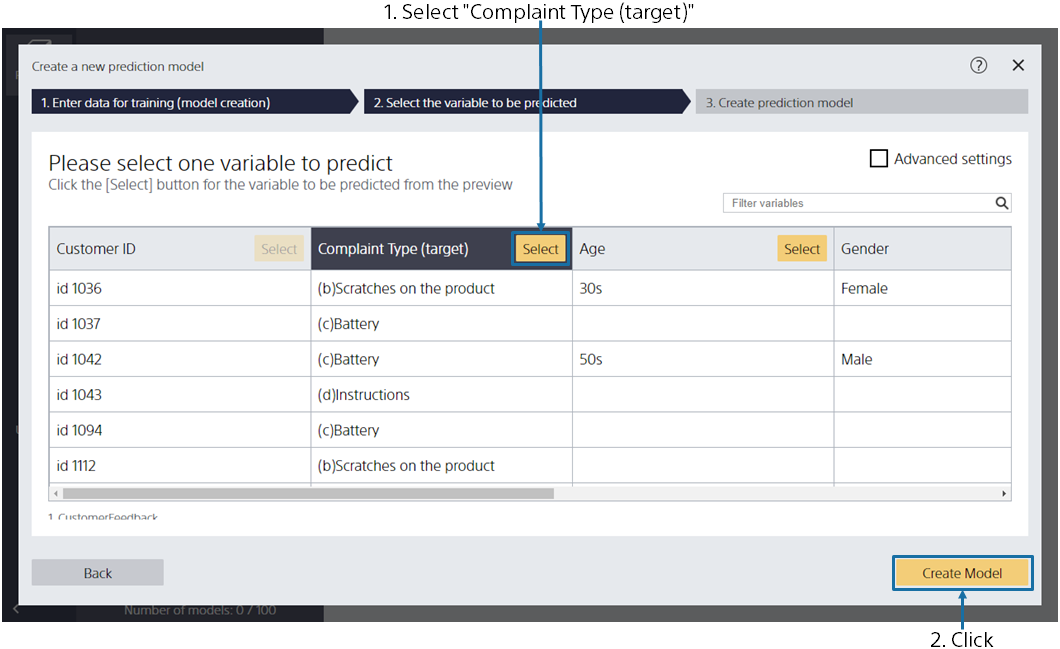 1. Select "Complaint Type (target)"
Create a new prediction model
1. Enter data for training (model creation) 2. Select the variable to be predicted 3. Create prediction model
Please select one variable to predict
Advanced settings
Click the [Select] button for the variable to be predicted from the preview
Filter variables
Customer ID Select Complaint Type (target) Select Age Select Gender
id 1036 (b)Scratches on the product 30s Female
id 1037 (c)Battery
id 1042 (c)Battery 50s Male
id 1043 (d)Instructions
id 1094 (c)Battery
id 1112 (b)Scratches on the product
1. CustomerFeedback
Back Create Model
Number of models: 0 / 100
2. Click